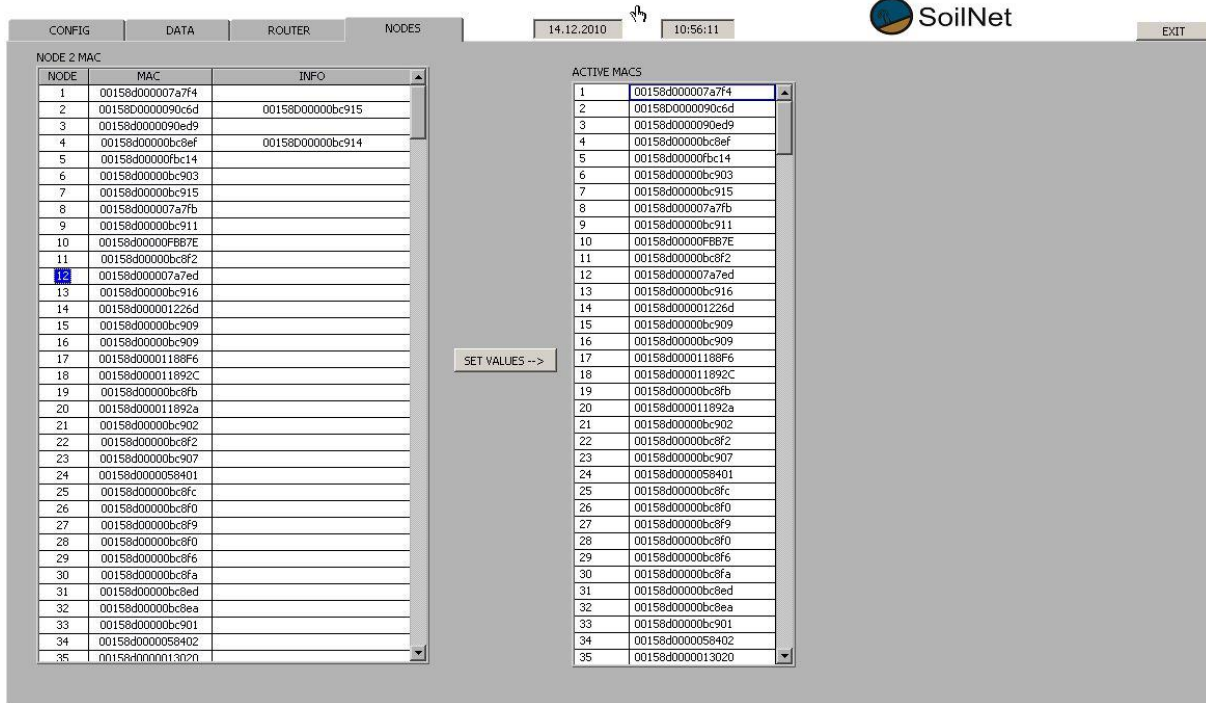 CONFIG DATA ROUTER NODES 14.12.2010 10:56:11 SoilNet EXIT
NODE 2 MAC
NODE MAC INFO
1 00158d000007a7f4
2 00158D0000090c6d 00158D00000bc915
3 00158d0000090ed9
4 00158d00000bc8ef 00158D00000bc914
5 00158d00000fbc14
6 00158d00000bc903
7 00158d00000bc915
8 00158d000007a7fb
9 00158d00000bc911
10 00158d00000FBB7E
11 00158d00000bc8f2
12 00158d000007a7ed
13 00158d00000bc916
14 00158d000001226d
15 00158d00000bc909
16 00158d00000bc909
17 00158d00001188F6
18 00158d000011892C
19 00158d00000bc8fb
20 00158d000011892a
21 00158d00000bc902
22 00158d00000bc8f2
23 00158d00000bc907
24 00158d0000058401
25 00158d00000bc8fc
26 00158d00000bc8f0
27 00158d00000bc8f9
28 00158d00000bc8f0
29 00158d00000bc8f6
30 00158d00000bc8fa
31 00158d00000bc8ed
32 00158d00000bc8ea
33 00158d00000bc901
34 00158d0000058402
35 00158d0000013020
SET VALUES -->
ACTIVE MACS
1 00158d000007a7f4
2 00158D0000090c6d
3 00158d0000090ed9
4 00158d00000bc8ef
5 00158d00000fbc14
6 00158d00000bc903
7 00158d00000bc915
8 00158d000007a7fb
9 00158d00000bc911
10 00158d00000FBB7E
11 00158d00000bc8f2
12 00158d000007a7ed
13 00158d00000bc916
14 00158d000001226d
15 00158d00000bc909
16 00158d00000bc909
17 00158d00001188F6
18 00158d000011892C
19 00158d00000bc8fb
20 00158d000011892a
21 00158d00000bc902
22 00158d00000bc8f2
23 00158d00000bc907
24 00158d0000058401
25 00158d00000bc8fc
26 00158d00000bc8f0
27 00158d00000bc8f9
28 00158d00000bc8f0
29 00158d00000bc8f6
30 00158d00000bc8fa
31 00158d00000bc8ed
32 00158d00000bc8ea
33 00158d00000bc901
34 00158d0000058402
35 00158d0000013020